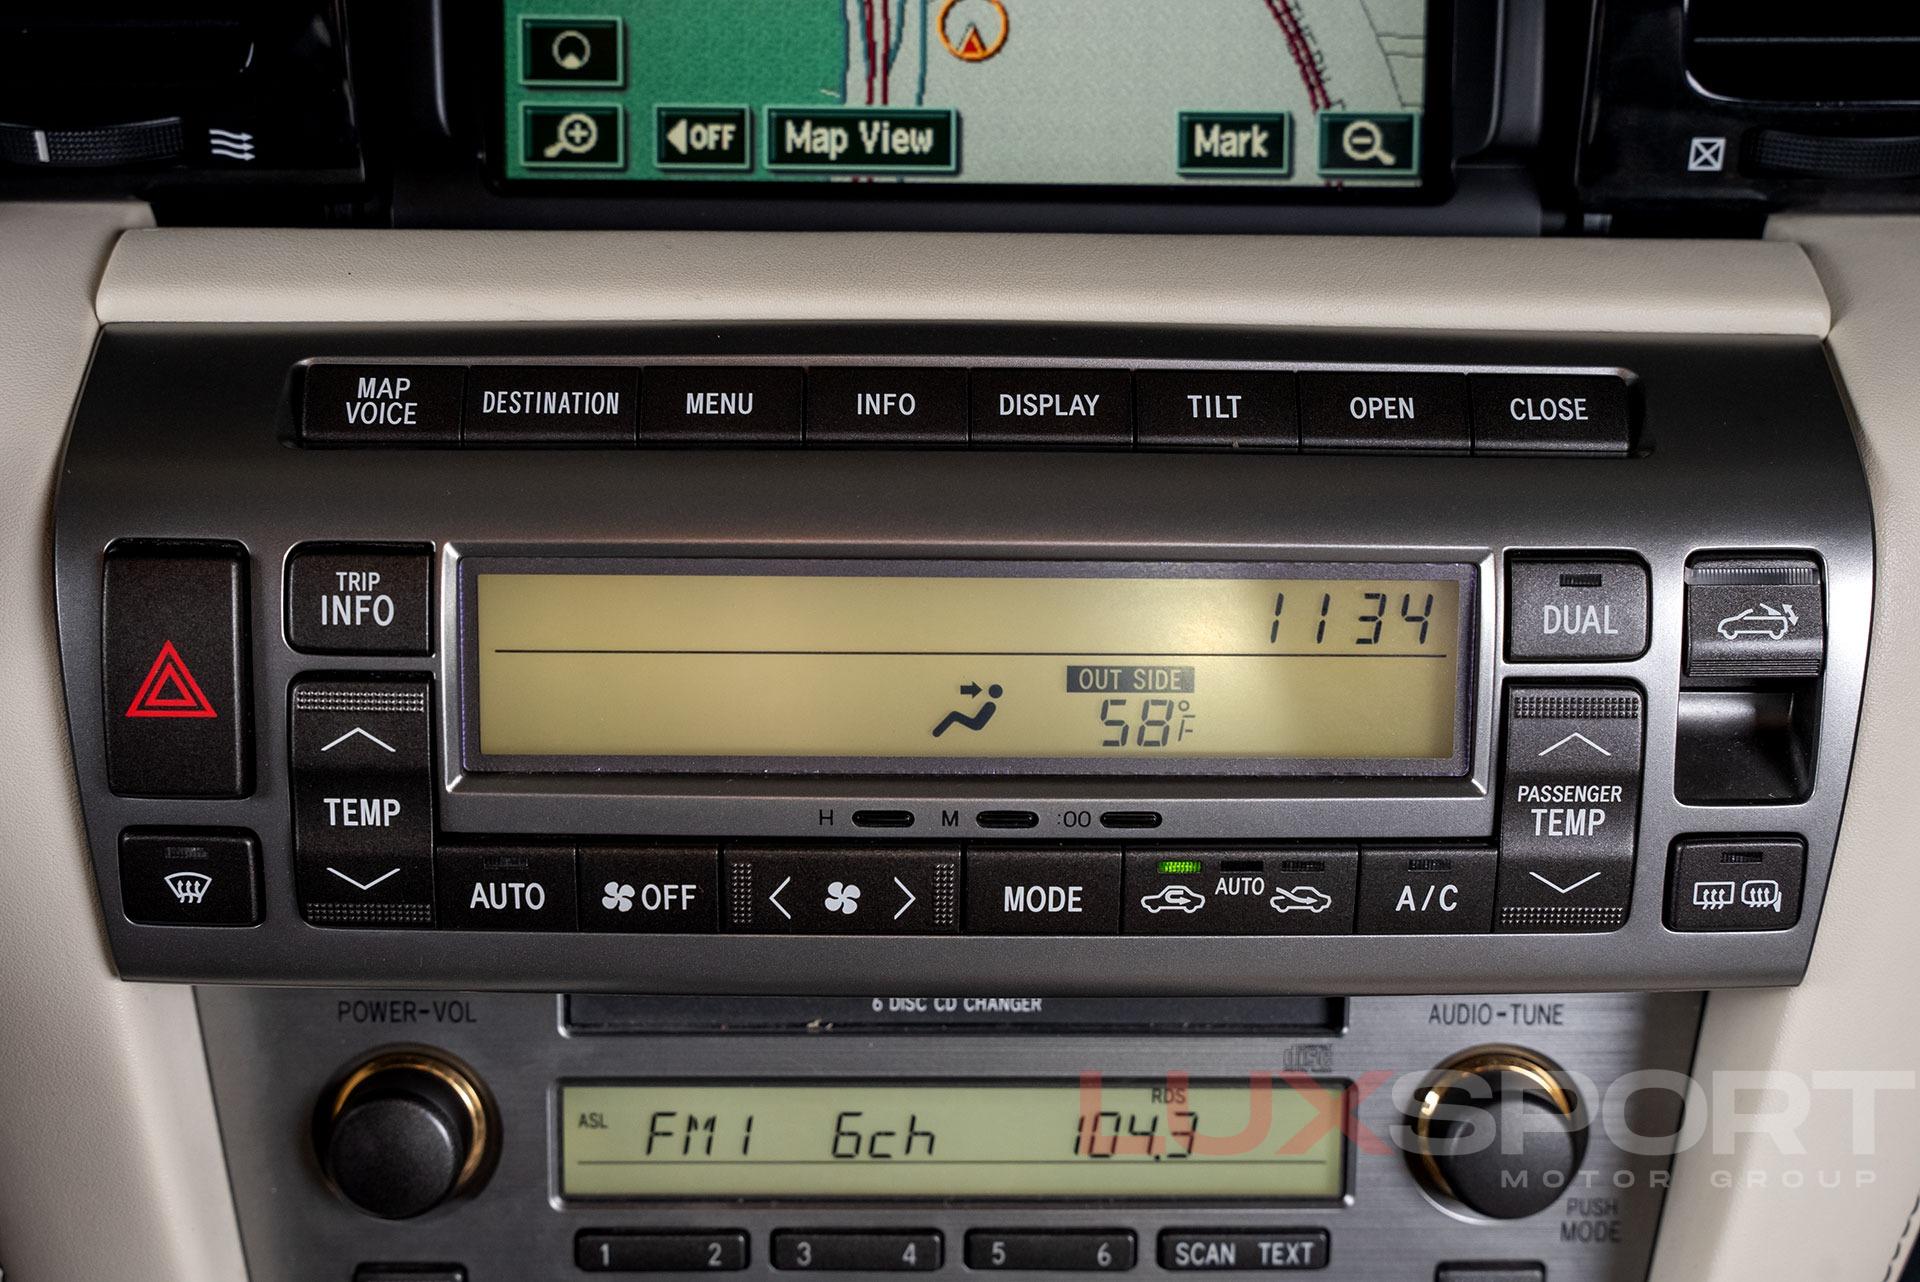 THERN
OFF
Map View
Mark
MAP
VOICE
DESTINATION
MENU
INFO
DISPLAY
TILT
OPEN
CLOSE
TRIP
INFO
1134
DUAL
OUT SIDE
58°F
TEMP
PASSENGER
TEMP
H M :00
AUTO
OFF
MODE
AUTO
A/C
POWER-VOL
6 DISC CD CHANGER
AUDIO-TUNE
disc
LUXSPORT
MOTOR GROUP
ASL
RDS
FM1 6ch 104.3
PUSH
MODE
1 2 3 4 5 6 SCAN TEXT